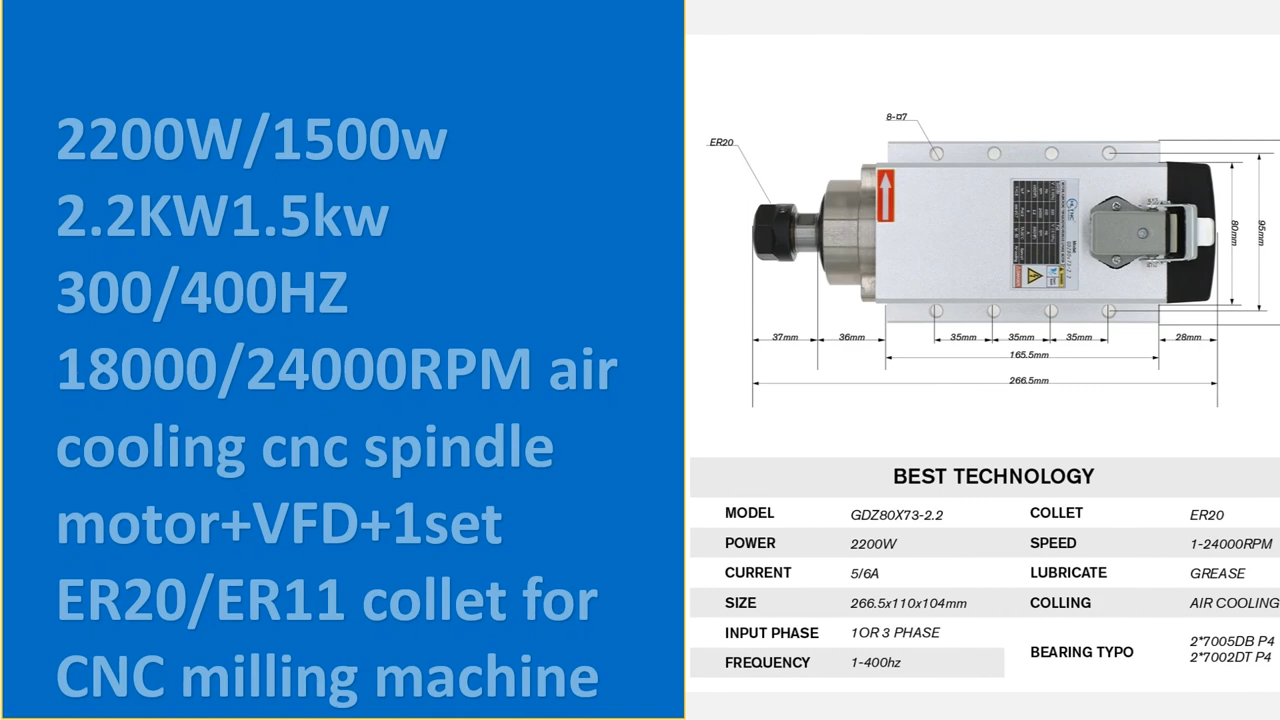 2200W/1500w
2.2KW1.5kw
300/400HZ
18000/24000RPM air
cooling cnc spindle
motor+VFD+1set
ER20/ER11 collet for
CNC milling machine
8-¤7
ER20
80mm
95mm
37mm
36mm
35mm
35mm
35mm
28mm
165.5mm
266.5mm
BEST TECHNOLOGY
MODEL GDZ80X73-2.2 COLLET ER20
POWER 2200W SPEED 1-24000RPM
CURRENT 5/6A LUBRICATE GREASE
SIZE 266.5x110x104mm COLLING AIR COOLING
INPUT PHASE 1OR 3 PHASE BEARING TYPO 2*7005DB P4
2*7002DT P4
FREQUENCY 1-400hz